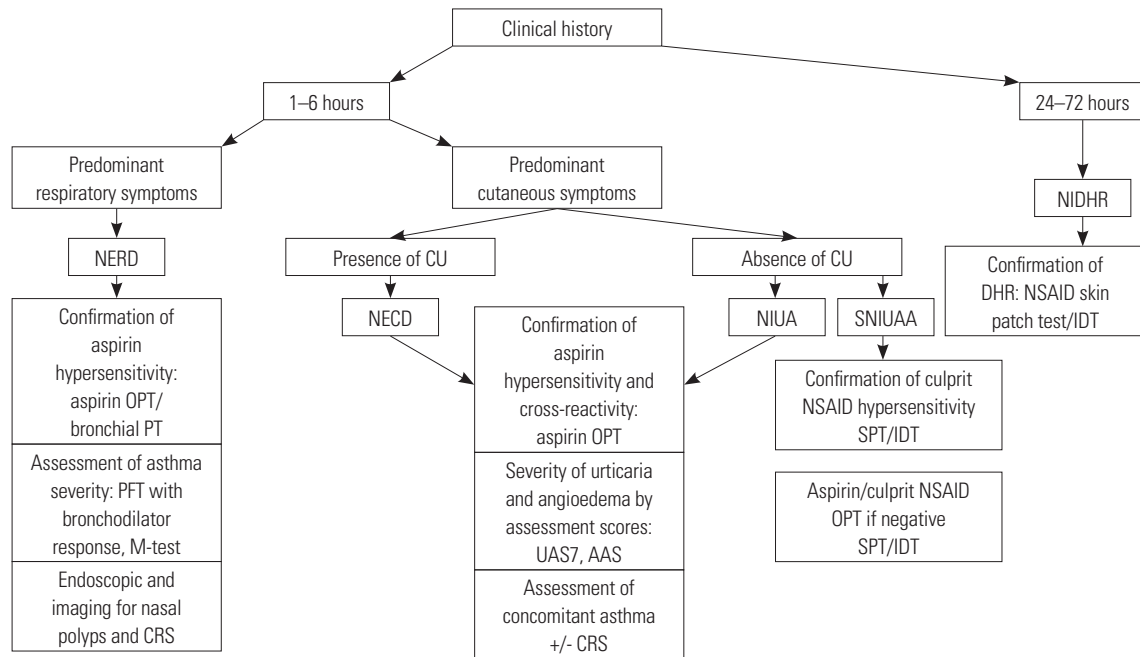 Clinical history
1–6 hours
24–72 hours
Predominant
respiratory symptoms
Predominant
cutaneous symptoms
NIDHR
NERD
Presence of CU
Absence of CU
Confirmation of
DHR: NSAID skin
patch test/IDT
Confirmation of
aspirin
hypersensitivity:
aspirin OPT/
bronchial PT
NECD
Confirmation of
aspirin
hypersensitivity and
cross-reactivity:
aspirin OPT
NIUA
SNIUAA
Confirmation of culprit
NSAID hypersensitivity
SPT/IDT
Assessment of asthma
severity: PFT with
bronchodilator
response, M-test
Severity of urticaria
and angioedema by
assessment scores:
UAS7, AAS
Aspirin/culprit NSAID
OPT if negative
SPT/IDT
Endoscopic and
imaging for nasal
polyps and CRS
Assessment of
concomitant asthma
+/- CRS